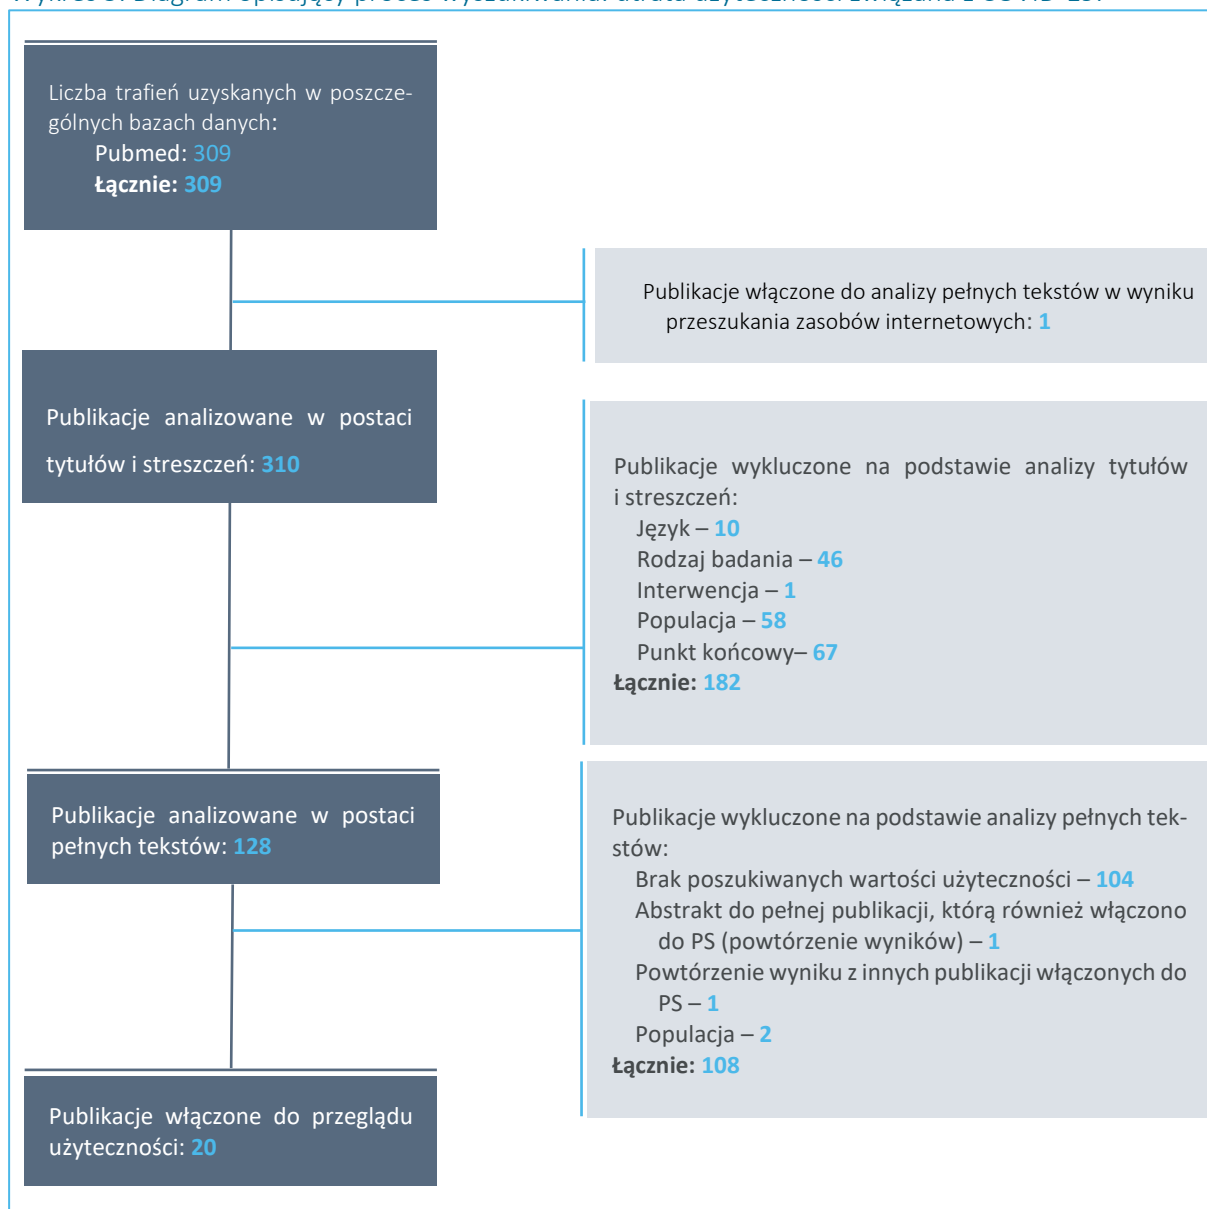 Liczba trafień uzyskanych w poszcze-
gólnych bazach danych:
Pubmed: 309
Łącznie: 309
Publikacje włączone do analizy pełnych tekstów w wyniku
przeszukania zasobów internetowych: 1
Publikacje analizowane w postaci
tytułów i streszczeń: 310
Publikacje wykluczone na podstawie analizy tytułów
i streszczeń:
Język – 10
Rodzaj badania – 46
Interwencja – 1
Populacja – 58
Punkt końcowy– 67
Łącznie: 182
Publikacje analizowane w postaci
pełnych tekstów: 128
Publikacje wykluczone na podstawie analizy pełnych tek-
stów:
Brak poszukiwanych wartości użyteczności – 104
Abstrakt do pełnej publikacji, którą również włączono
do PS (powtórzenie wyników) – 1
Powtórzenie wyniku z innych publikacji włączonych do
PS – 1
Populacja – 2
Łącznie: 108
Publikacje włączone do przeglądu
użyteczności: 20